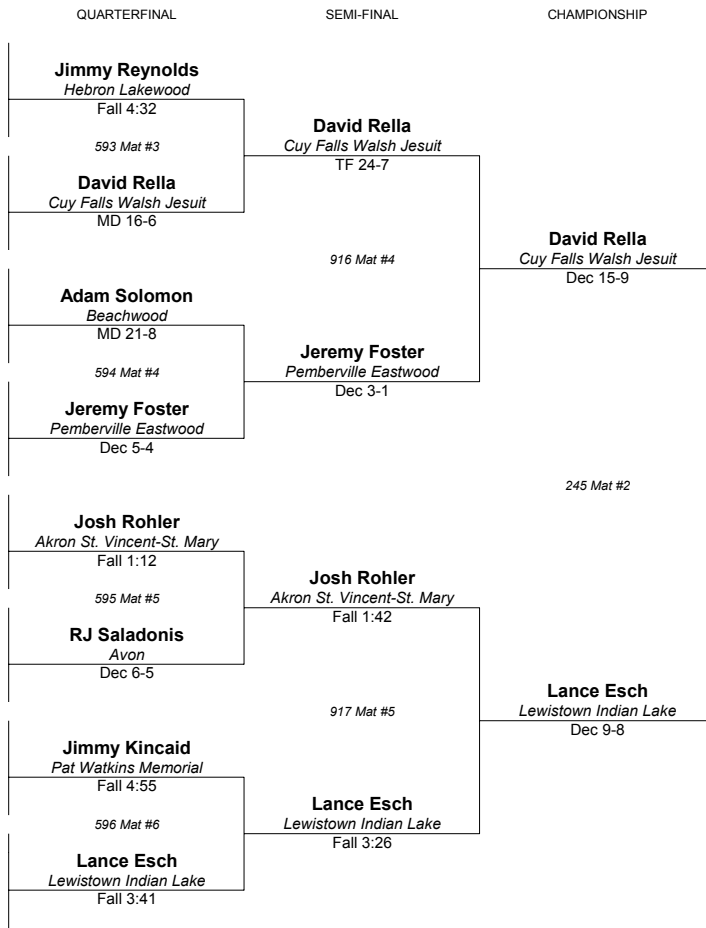 QUARTERFINAL
SEMI-FINAL
CHAMPIONSHIP
Jimmy Reynolds
Hebron Lakewood
Fall 4:32
593 Mat #3
David Rella
Cuy Falls Walsh Jesuit
MD 16-6
Adam Solomon
Beachwood
MD 21-8
594 Mat #4
Jeremy Foster
Pemberville Eastwood
Dec 5-4
Josh Rohler
Akron St. Vincent-St. Mary
Fall 1:12
595 Mat #5
RJ Saladonis
Avon
Dec 6-5
Jimmy Kincaid
Pat Watkins Memorial
Fall 4:55
596 Mat #6
Lance Esch
Lewistown Indian Lake
Fall 3:41
David Rella
Cuy Falls Walsh Jesuit
TF 24-7
916 Mat #4
Jeremy Foster
Pemberville Eastwood
Dec 3-1
Josh Rohler
Akron St. Vincent-St. Mary
Fall 1:42
917 Mat #5
Lance Esch
Lewistown Indian Lake
Fall 3:26
David Rella
Cuy Falls Walsh Jesuit
Dec 15-9
245 Mat #2
Lance Esch
Lewistown Indian Lake
Dec 9-8